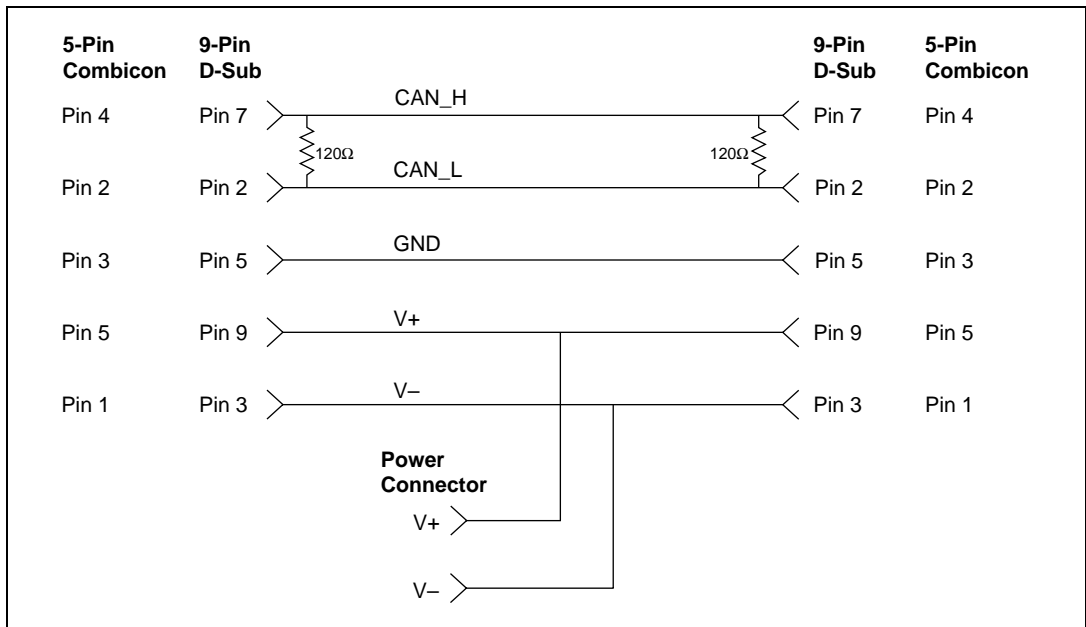 5-Pin Combicon 9-Pin D-Sub 9-Pin D-Sub 5-Pin Combicon
Pin 4 Pin 7 CAN_H Pin 7 Pin 4
120Ω 120Ω
Pin 2 Pin 2 CAN_L Pin 2 Pin 2
Pin 3 Pin 5 GND Pin 5 Pin 3
Pin 5 Pin 9 V+ Pin 9 Pin 5
Pin 1 Pin 3 V– Pin 3 Pin 1
Power
Connector
V+
V–